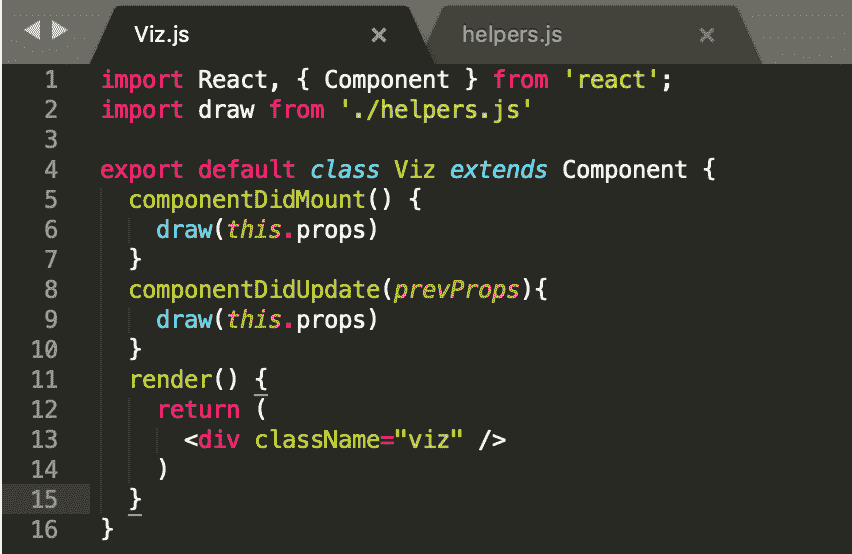 Viz.js × helpers.js ×
1 import React, { Component } from 'react';
2 import draw from './helpers.js'
3
4 export default class Viz extends Component {
5   componentDidMount() {
6     draw(this.props)
7   }
8   componentDidUpdate(prevProps){
9     draw(this.props)
10   }
11   render() {
12     return (
13       <div className="viz" />
14     )
15   }
16 }